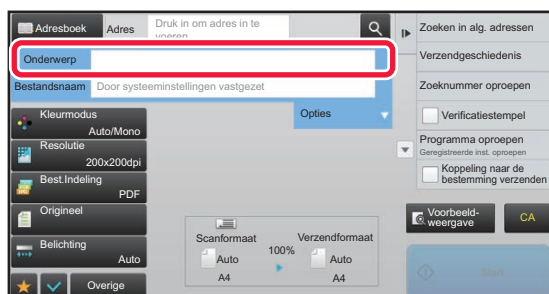 Adresboek
Adres
Druk in om adres in te
voeren
Onderwerp
Bestandsnaam
Door systeeminstellingen vastgezet
Opties
Kleurmodus
Auto/Mono
Resolutie
200x200dpi
Best.Indeling
PDF
Origineel
Belichting
Auto
Overige
Scanformaat
Auto
A4
100%
Verzendformaat
Auto
A4
Zoeken in alg. adressen
Verzendgeschiedenis
Zoeknummer oproepen
Verificatiestempel
Programma oproepen
Geregistreerde inst. oproepen
Koppeling naar de
bestemming verzenden
Voorbeeld-
weergave
CA
Start